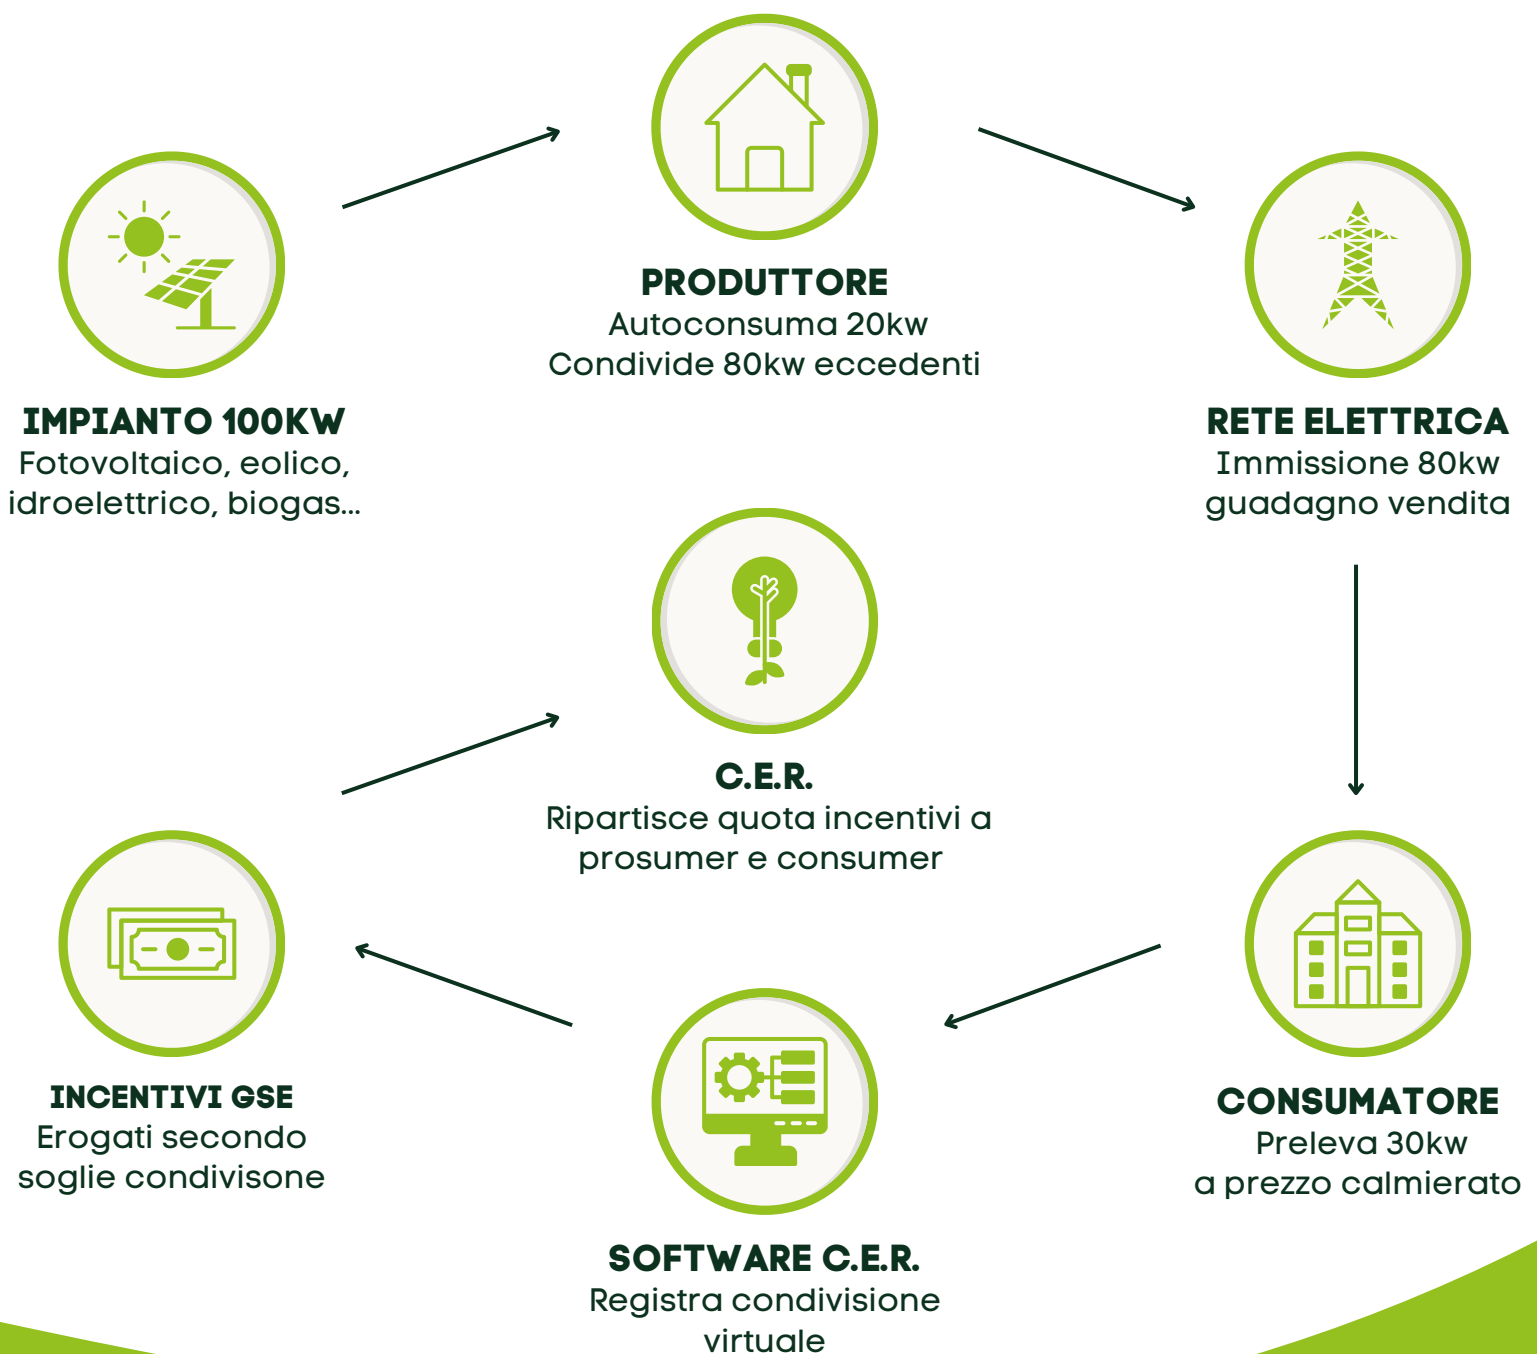 PRODUTTORE
Autoconsuma 20kw
Condivide 80kw eccedenti
IMPIANTO 100KW
Fotovoltaico, eolico,
idroelettrico, biogas...
RETE ELETTRICA
Immissione 80kw
guadagno vendita
C.E.R.
Ripartisce quota incentivi a
prosumer e consumer
INCENTIVI GSE
Erogati secondo
soglie condivisone
CONSUMATORE
Preleva 30kw
a prezzo calmierato
SOFTWARE C.E.R.
Registra condivisione
virtuale